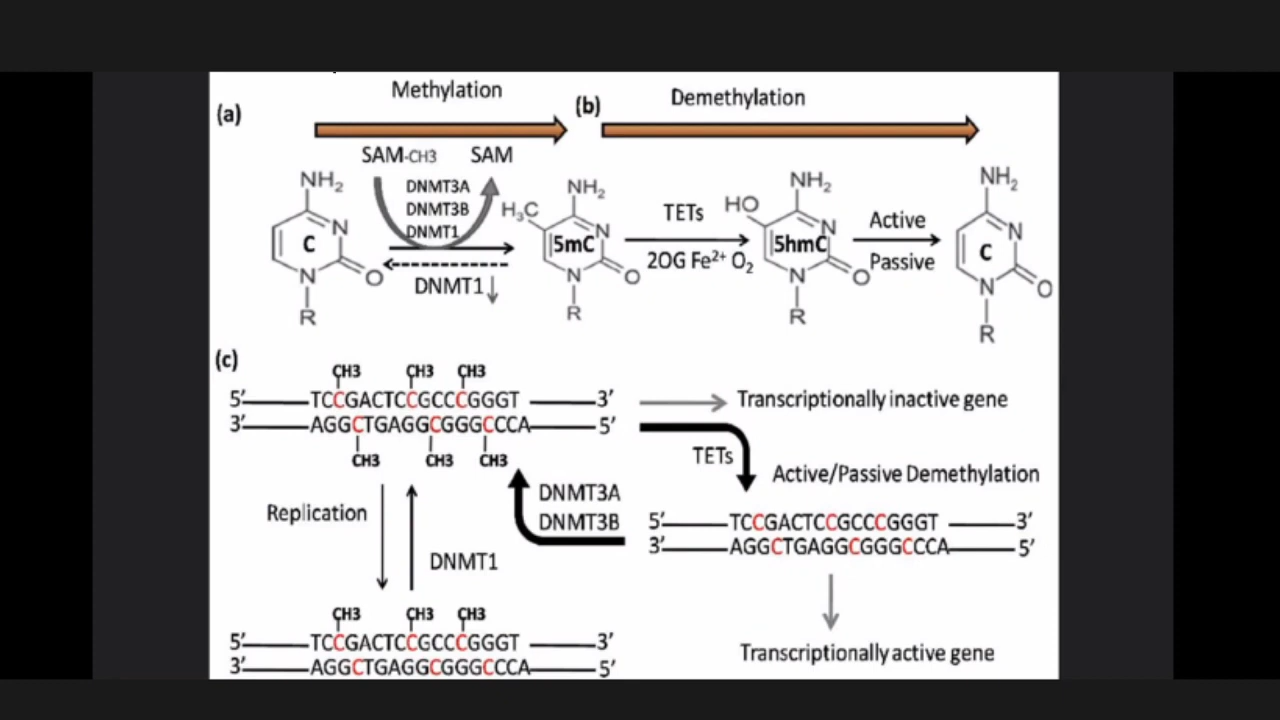 (a)
Methylation
(b)
Demethylation
SAM-CH3 SAM
DNMT3A
DNMT3B
DNMT1
DNMT1
NH2
N
C
N
O
R
H3C
NH2
N
5mC
N
O
R
TETs
2OG Fe2+ O2
HO
NH2
N
5hmC
N
O
R
Active
Passive
NH2
N
C
N
O
R
(c)
CH3 CH3 CH3
5′ TCCGACTCCGCCCGGGT 3′
3′ AGGCTGAGGCGGGCCCA 5′
CH3 CH3 CH3
Transcriptionally inactive gene
TETs
Active/Passive Demethylation
DNMT3A
DNMT3B
Replication
DNMT1
5′ TCCGACTCCGCCCGGGT 3′
3′ AGGCTGAGGCGGGCCCA 5′
Transcriptionally active gene
CH3 CH3 CH3
5′ TCCGACTCCGCCCGGGT 3′
3′ AGGCTGAGGCGGGCCCA 5′